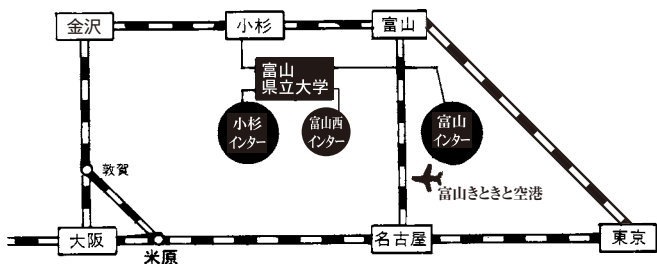 金沢
小杉
富山
富山
県立大学
小杉
インター
富山西
インター
富山
インター
敦賀
富山きときと空港
大阪
米原
名古屋
東京